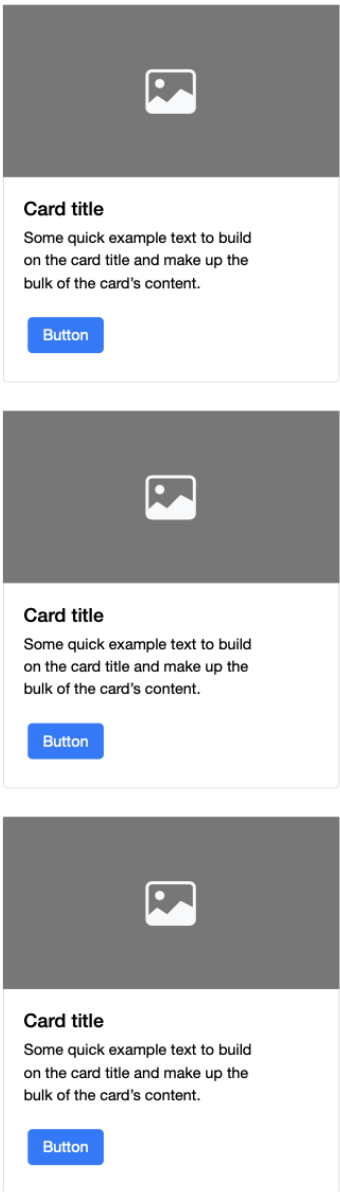 Card title
Some quick example text to build
on the card title and make up the
bulk of the card’s content.
Button
Card title
Some quick example text to build
on the card title and make up the
bulk of the card’s content.
Button
Card title
Some quick example text to build
on the card title and make up the
bulk of the card’s content.
Button